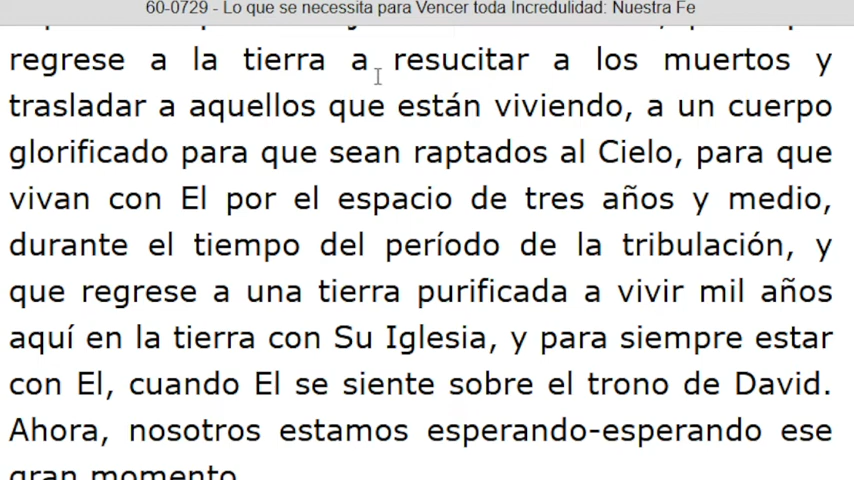 60-0729 - Lo que se necessita para Vencer toda Incredulidad: Nuestra Fe
regrese a la tierra a resucitar a los muertos y
trasladar a aquellos que están viviendo, a un cuerpo
glorificado para que sean raptados al Cielo, para que
vivan con El por el espacio de tres años y medio,
durante el tiempo del período de la tribulación, y
que regrese a una tierra purificada a vivir mil años
aquí en la tierra con Su Iglesia, y para siempre estar
con El, cuando El se siente sobre el trono de David.
Ahora, nosotros estamos esperando-esperando ese
gran momento